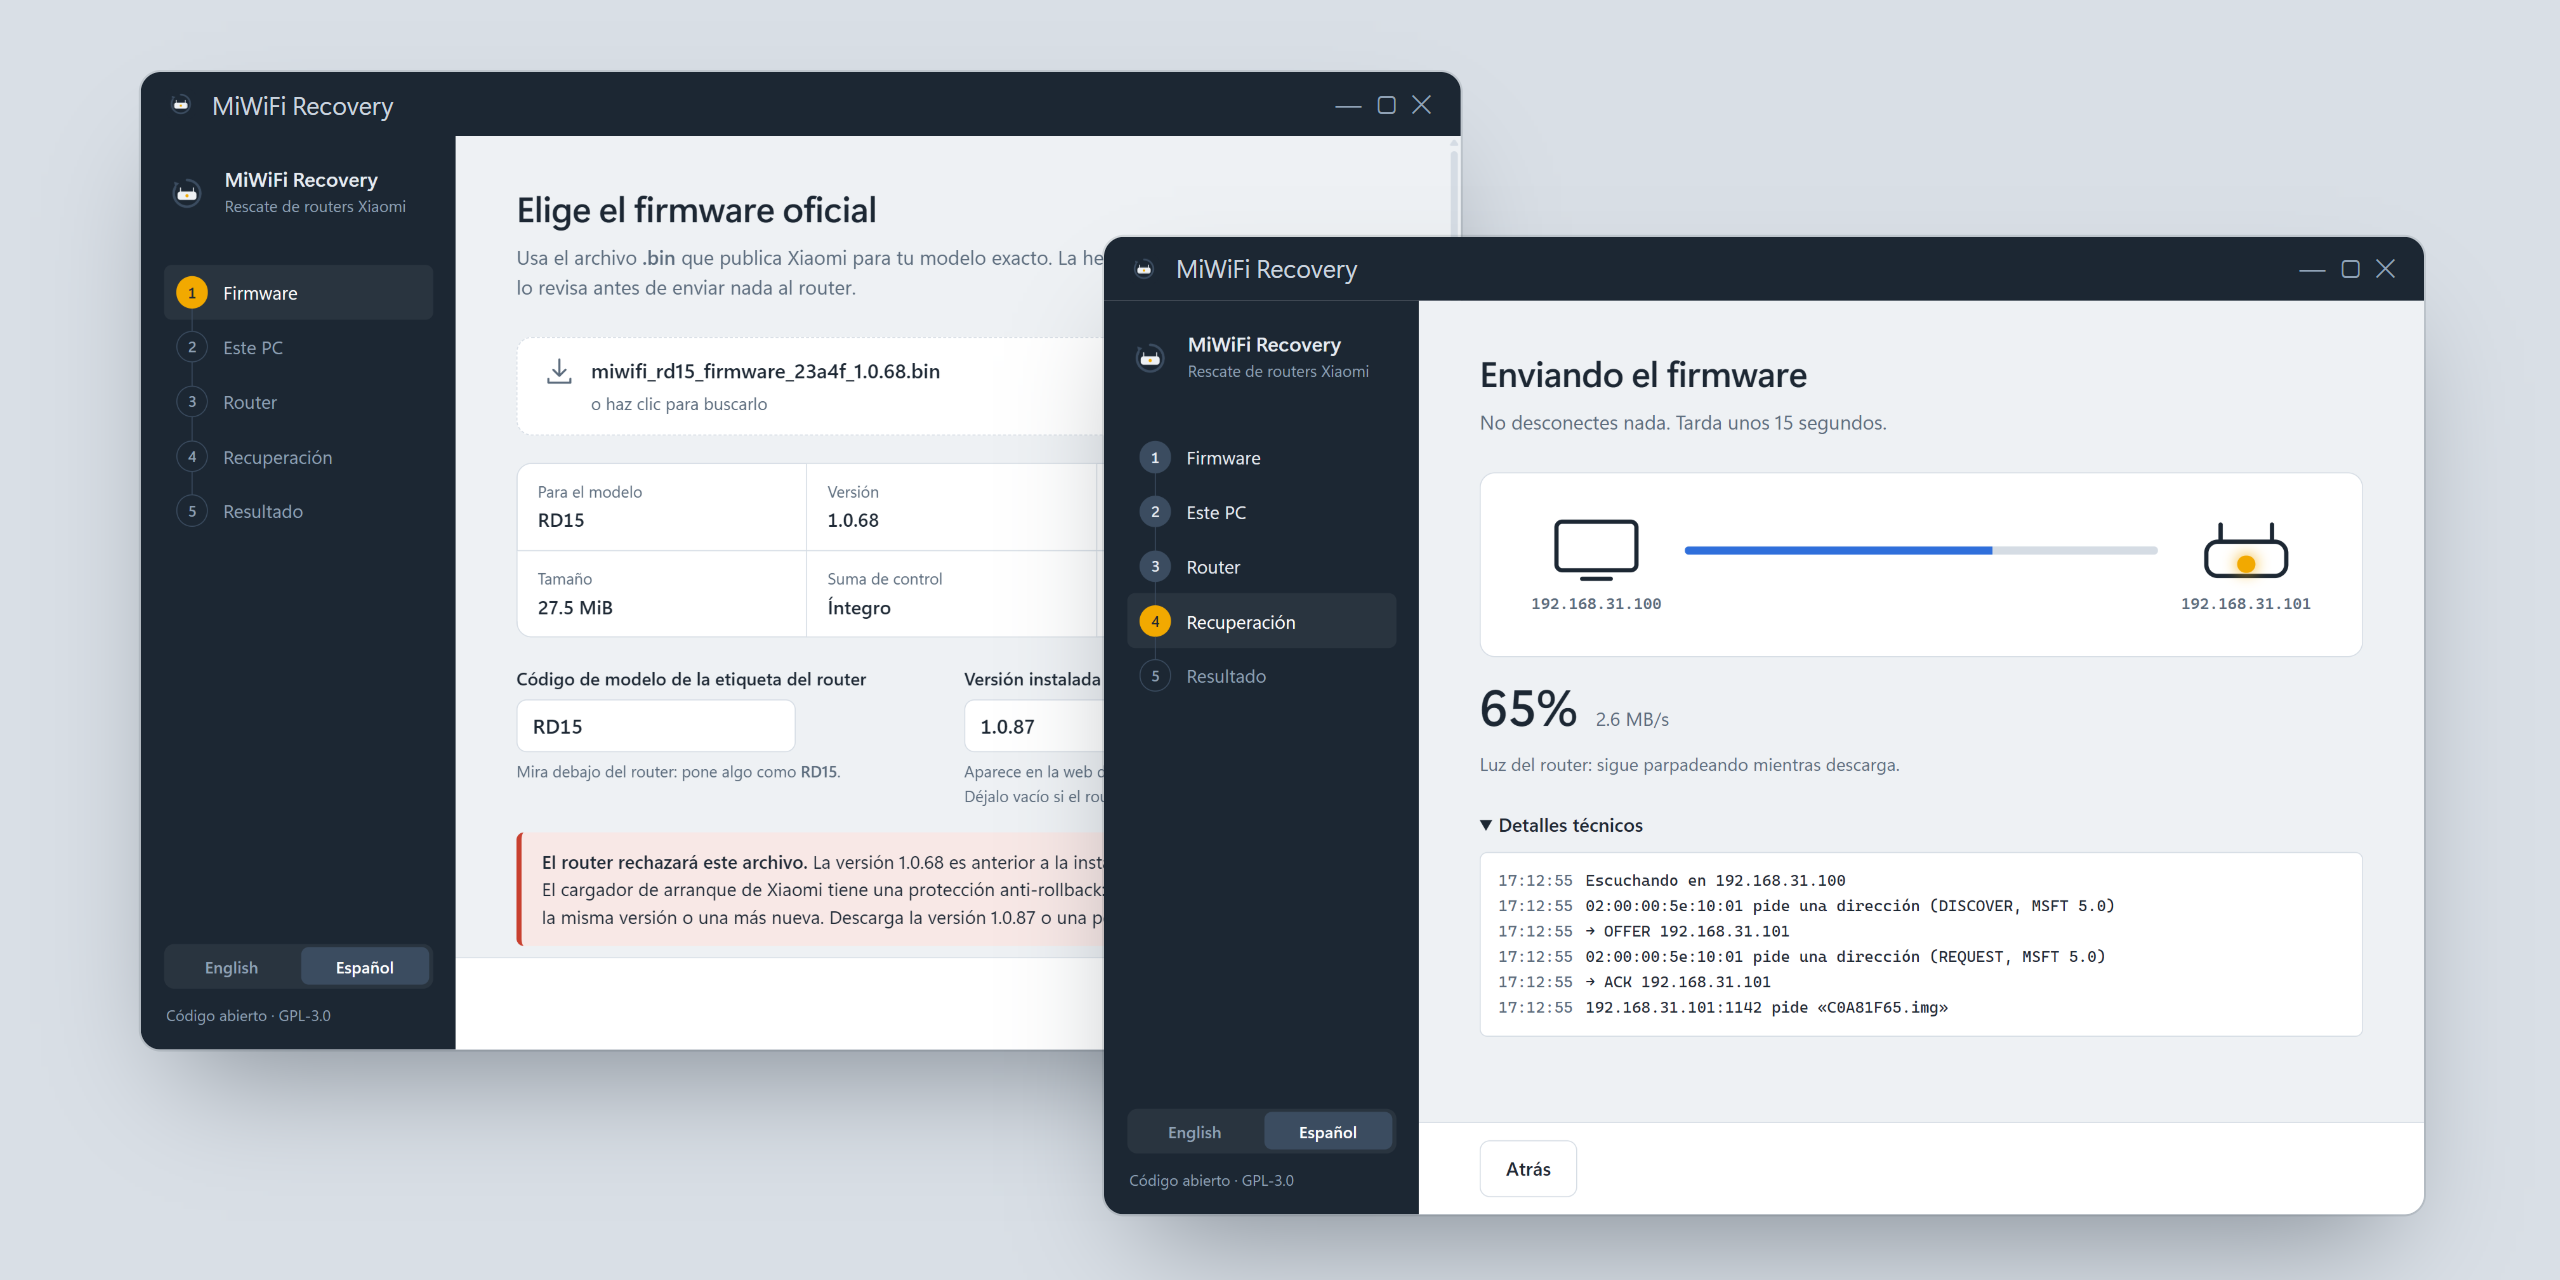 MiWiFi Recovery
MiWiFi Recovery
Rescate de routers Xiaomi
1 Firmware
2 Este PC
3 Router
4 Recuperación
5 Resultado
English Español
Código abierto · GPL-3.0
Elige el firmware oficial
Usa el archivo .bin que publica Xiaomi para tu modelo exacto. La
lo revisa antes de enviar nada al router.
miwifi_rd15_firmware_23a4f_1.0.68.bin
o haz clic para buscarlo
Para el modelo Versión
RD15 1.0.68
Tamaño Suma de control
27.5 MiB Íntegro
Código de modelo de la etiqueta del router Versión instalada
RD15 1.0.87
Mira debajo del router: pone algo como RD15. Aparece en la web
Déjalo vacío si el
El router rechazará este archivo. La versión 1.0.68 es anterior a la
El cargador de arranque de Xiaomi tiene una protección anti-rollback:
la misma versión o una más nueva. Descarga la versión 1.0.87 o una
MiWiFi Recovery
MiWiFi Recovery
Rescate de routers Xiaomi
1 Firmware
2 Este PC
3 Router
4 Recuperación
5 Resultado
English Español
Código abierto · GPL-3.0
Enviando el firmware
No desconectes nada. Tarda unos 15 segundos.
192.168.31.100 192.168.31.101
65% 2.6 MB/s
Luz del router: sigue parpadeando mientras descarga.
▼ Detalles técnicos
17:12:55 Escuchando en 192.168.31.100
17:12:55 02:00:00:5e:10:01 pide una dirección (DISCOVER, MSFT 5.0)
17:12:55 → OFFER 192.168.31.101
17:12:55 02:00:00:5e:10:01 pide una dirección (REQUEST, MSFT 5.0)
17:12:55 → ACK 192.168.31.101
17:12:55 192.168.31.101:1142 pide «C0A81F65.img»
Atrás